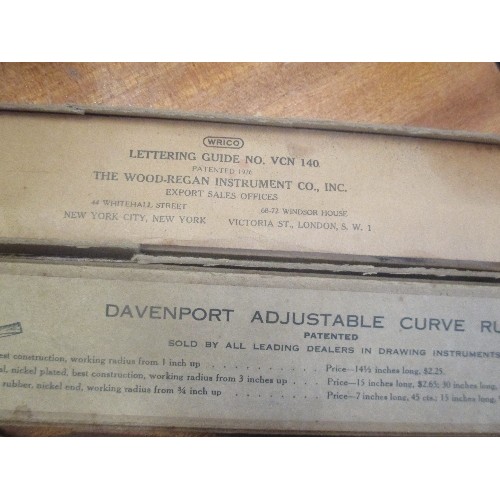 WRICO
LETTERING GUIDE NO. VCN 140.
PATENTED 1926
THE WOOD-REGAN INSTRUMENT CO., INC.
EXPORT SALES OFFICES
44 WHITEHALL STREET 68-72 WINDSOR HOUSE
NEW YORK CITY, NEW YORK VICTORIA ST., LONDON, S. W. 1
DAVENPORT ADJUSTABLE CURVE RU
PATENTED
SOLD BY ALL LEADING DEALERS IN DRAWING INSTRUMENTS
best construction, working radius from 1 inch up Price—14½ inches long, $2.25.
al, nickel plated, best construction, working radius from 3 inches up Price—15 inches long, $2.65; 30 inches long,
rubber, nickel end, working radius from ¾ inch up Price—7 inches long, 45 cts.; 15 inches long,